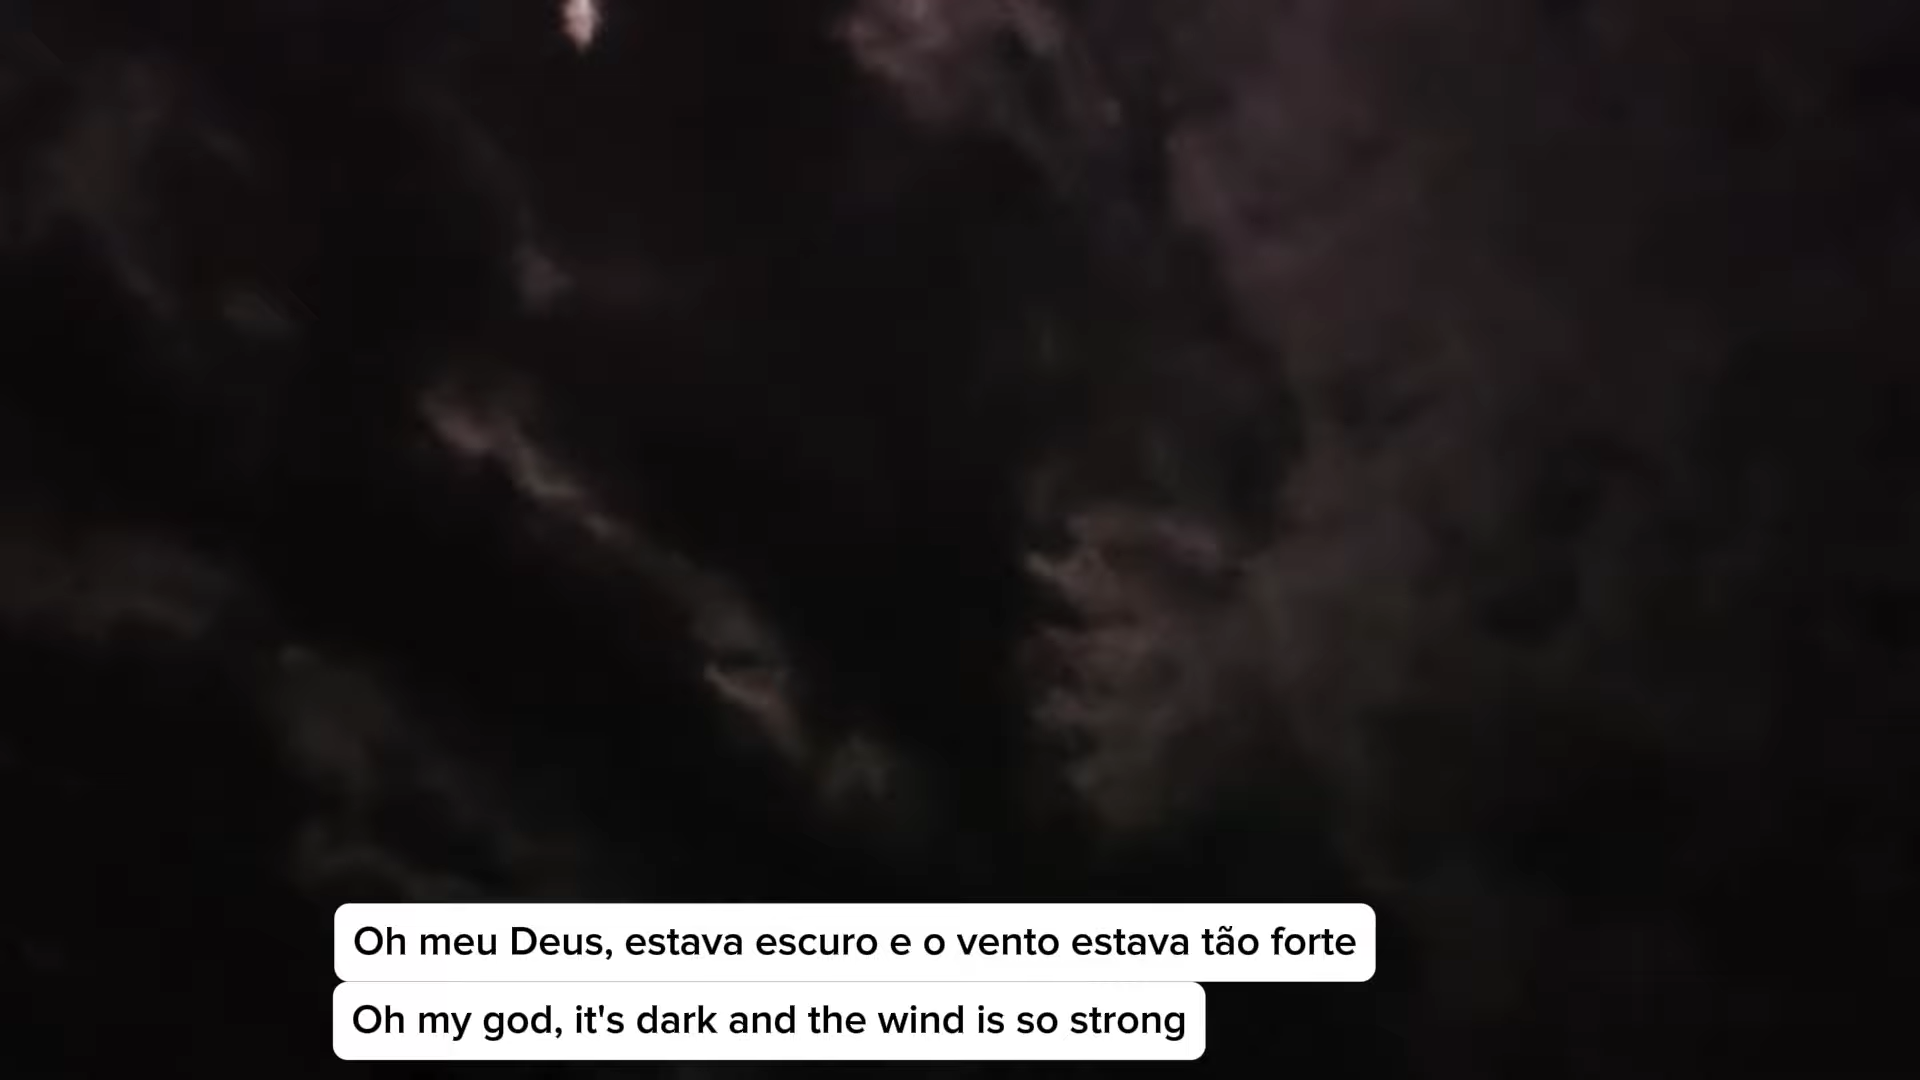 Oh meu Deus, estava escuro e o vento estava tão forte
Oh my god, it's dark and the wind is so strong